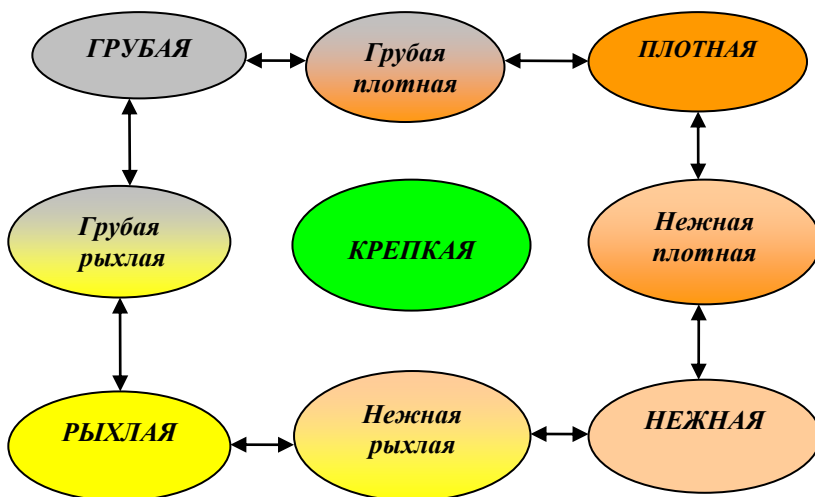 ГРУБАЯ
Грубая
плотная
ПЛОТНАЯ
Грубая
рыхлая
КРЕПКАЯ
Нежная
плотная
РЫХЛАЯ
Нежная
рыхлая
НЕЖНАЯ